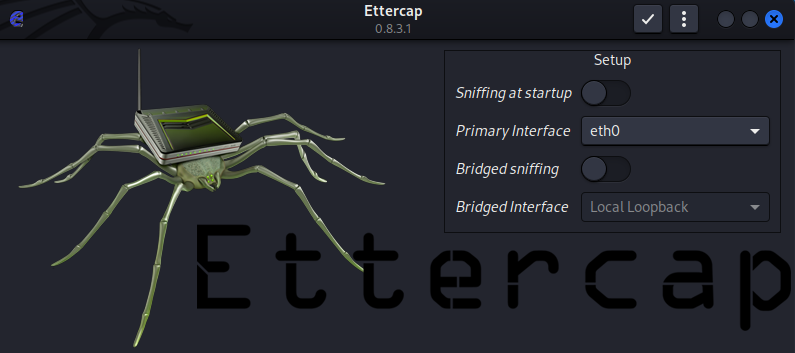 Ettercap
0.8.3.1
Setup
Sniffing at startup
Primary Interface eth0
Bridged sniffing
Bridged Interface Local Loopback
Ettercap